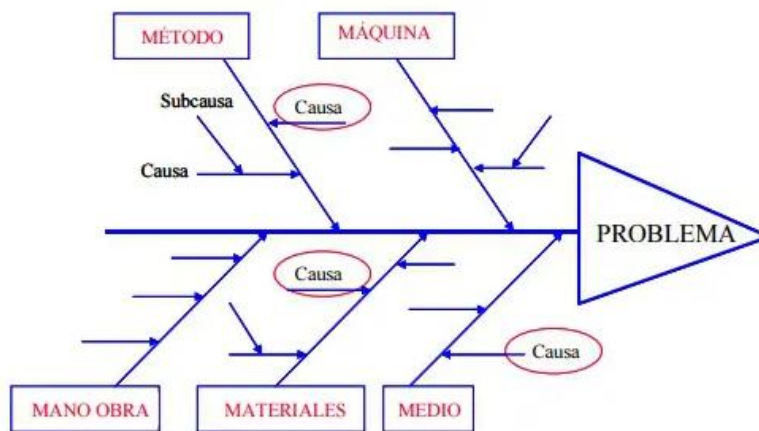 MÉTODO
MÁQUINA
Subcausa
Causa
Causa
PROBLEMA
Causa
Causa
MANO OBRA
MATERIALES
MEDIO